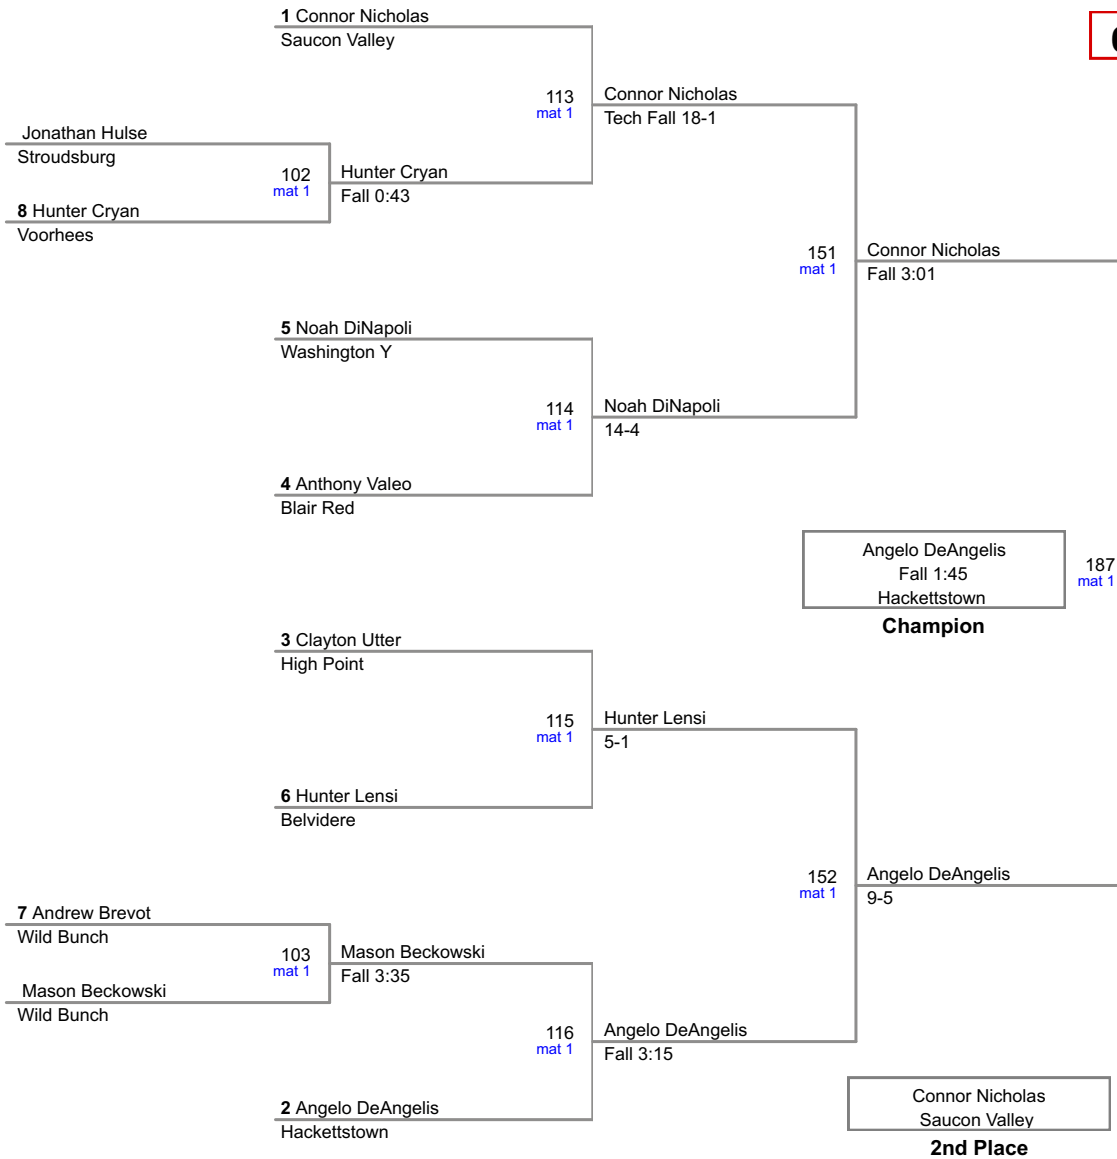 1 Connor Nicholas
Saucon Valley
113
mat 1
Connor Nicholas
Tech Fall 18-1
Jonathan Hulse
Stroudsburg
102
mat 1
Hunter Cryan
Fall 0:43
8 Hunter Cryan
Voorhees
151
mat 1
Connor Nicholas
Fall 3:01
5 Noah DiNapoli
Washington Y
114
mat 1
Noah DiNapoli
14-4
4 Anthony Valeo
Blair Red
Angelo DeAngelis
Fall 1:45
Hackettstown
Champion
187
mat 1
3 Clayton Utter
High Point
115
mat 1
Hunter Lensi
5-1
6 Hunter Lensi
Belvidere
152
mat 1
Angelo DeAngelis
9-5
7 Andrew Brevot
Wild Bunch
103
mat 1
Mason Beckowski
Fall 3:35
Mason Beckowski
Wild Bunch
116
mat 1
Angelo DeAngelis
Fall 3:15
2 Angelo DeAngelis
Hackettstown
Connor Nicholas
Saucon Valley
2nd Place